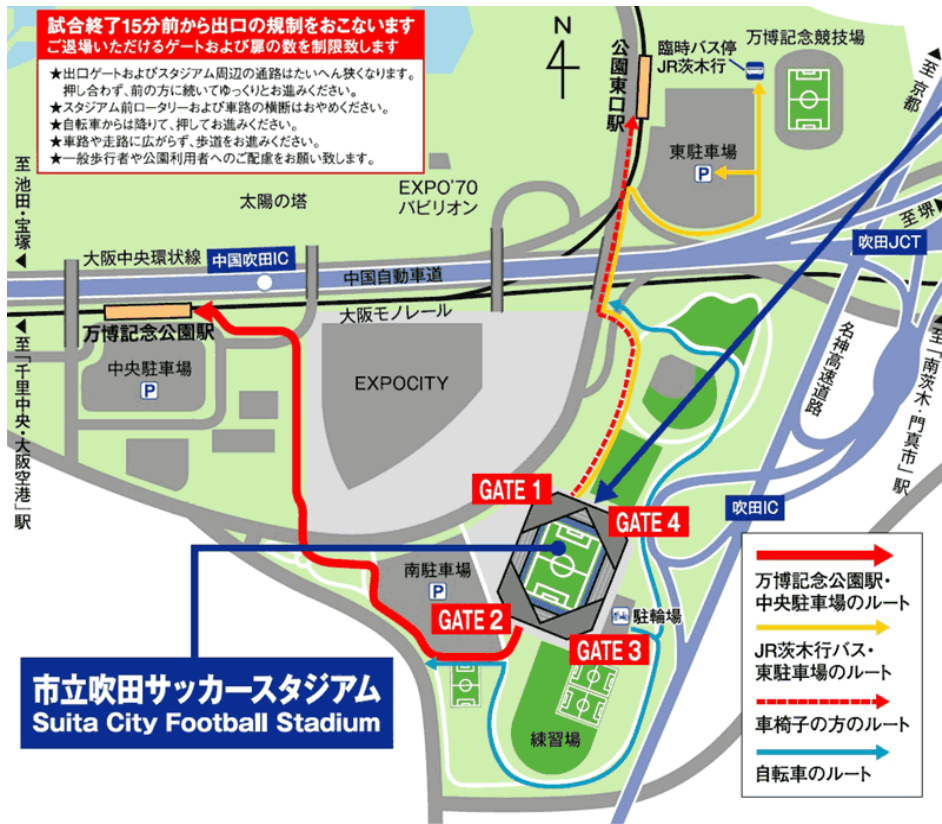 試合終了15分前から出口の規制をおこないます
ご退場いただけるゲートおよび扉の数を制限致します
★出口ゲートおよびスタジアム周辺の通路はたいへん狭くなります。
押し合わず、前の方に続いてゆっくりとお進みください。
★スタジアム前ロータリーおよび車路の横断はおやめください。
★自転車からは降りて、押してお進みください。
★車路や走路に広がらず、歩道をお進みください。
★一般歩行者や公園利用者へのご配慮をお願い致します。
N
4
公園東口駅
臨時バス停
JR茨木行
万博記念競技場
至京都
東駐車場
P
至池田・宝塚
太陽の塔
EXPO'70
パビリオン
至堺
吹田JCT
大阪中央環状線
中国吹田IC
中国自動車道
大阪モノレール
万博記念公園駅
中央駐車場
P
EXPOCITY
名神高速道路
至「南茨木・門真市」駅
至「千里中央・大阪空港」駅
GATE 1
GATE 4
吹田IC
南駐車場
P
GATE 2
駐輪場
GATE 3
練習場
市立吹田サッカースタジアム
Suita City Football Stadium
万博記念公園駅・
中央駐車場のルート
JR茨木行バス・
東駐車場のルート
車椅子の方のルート
自転車のルート